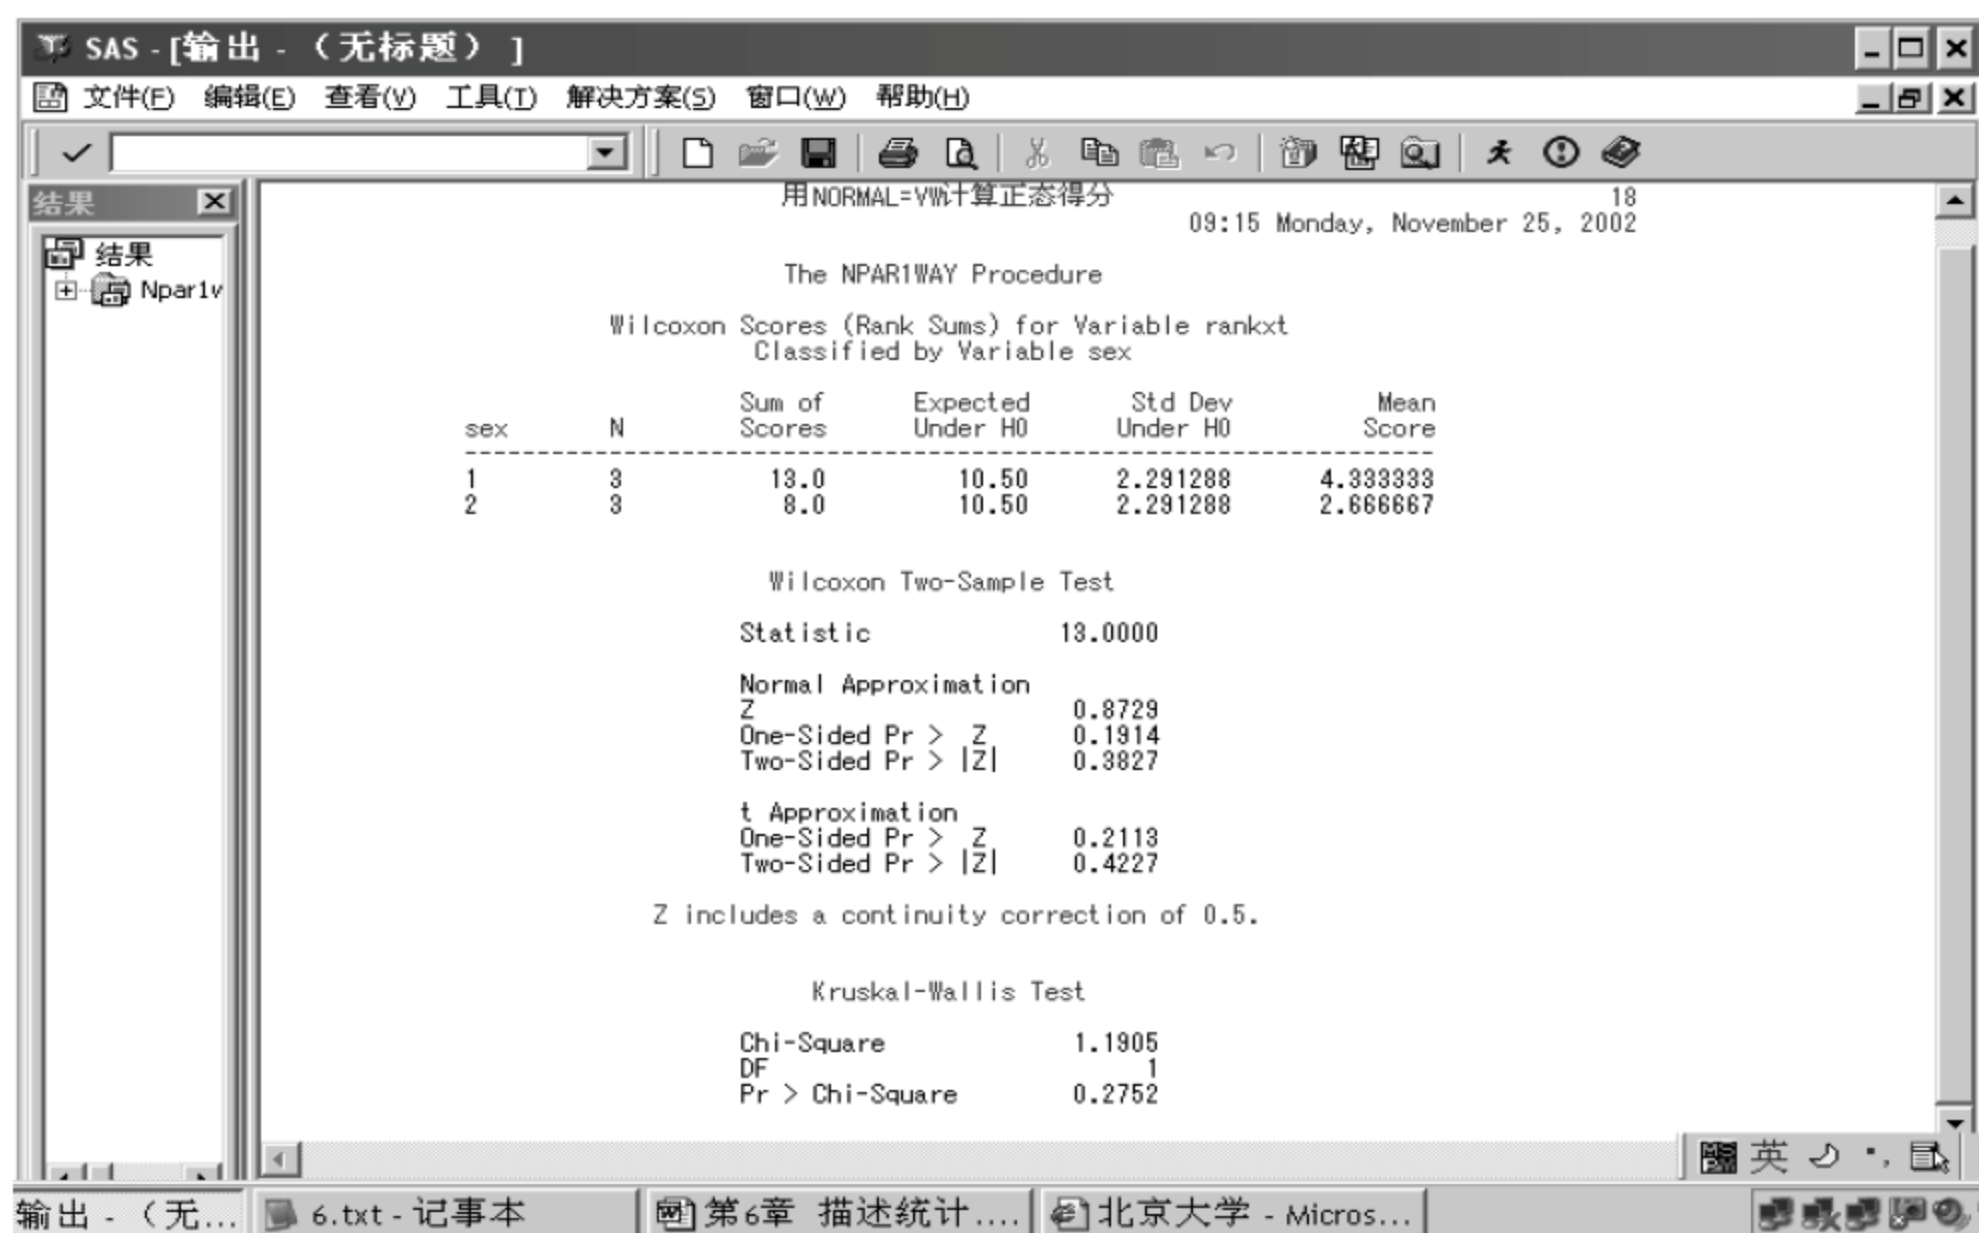 SAS - [输出 - （无标题） ]
文件(F) 编辑(E) 查看(V) 工具(T) 解决方案(S) 窗口(W) 帮助(H)
结果
结果
Npar1w
用NORMAL=VW计算正态得分 18
09:15 Monday, November 25, 2002
The NPAR1WAY Procedure
Wilcoxon Scores (Rank Sums) for Variable rankxt
Classified by Variable sex
Sum of Expected Std Dev Mean
sex N Scores Under H0 Under H0 Score
1 3 13.0 10.50 2.291288 4.333333
2 3 8.0 10.50 2.291288 2.666667
Wilcoxon Two-Sample Test
Statistic 13.0000
Normal Approximation
Z 0.8729
One-Sided Pr > Z 0.1914
Two-Sided Pr > |Z| 0.3827
t Approximation
One-Sided Pr > Z 0.2113
Two-Sided Pr > |Z| 0.4227
Z includes a continuity correction of 0.5.
Kruskal-Wallis Test
Chi-Square 1.1905
DF 1
Pr > Chi-Square 0.2752
英
输出 - （无... 6.txt - 记事本 第6章 描述统计.... 北京大学 - Micros...